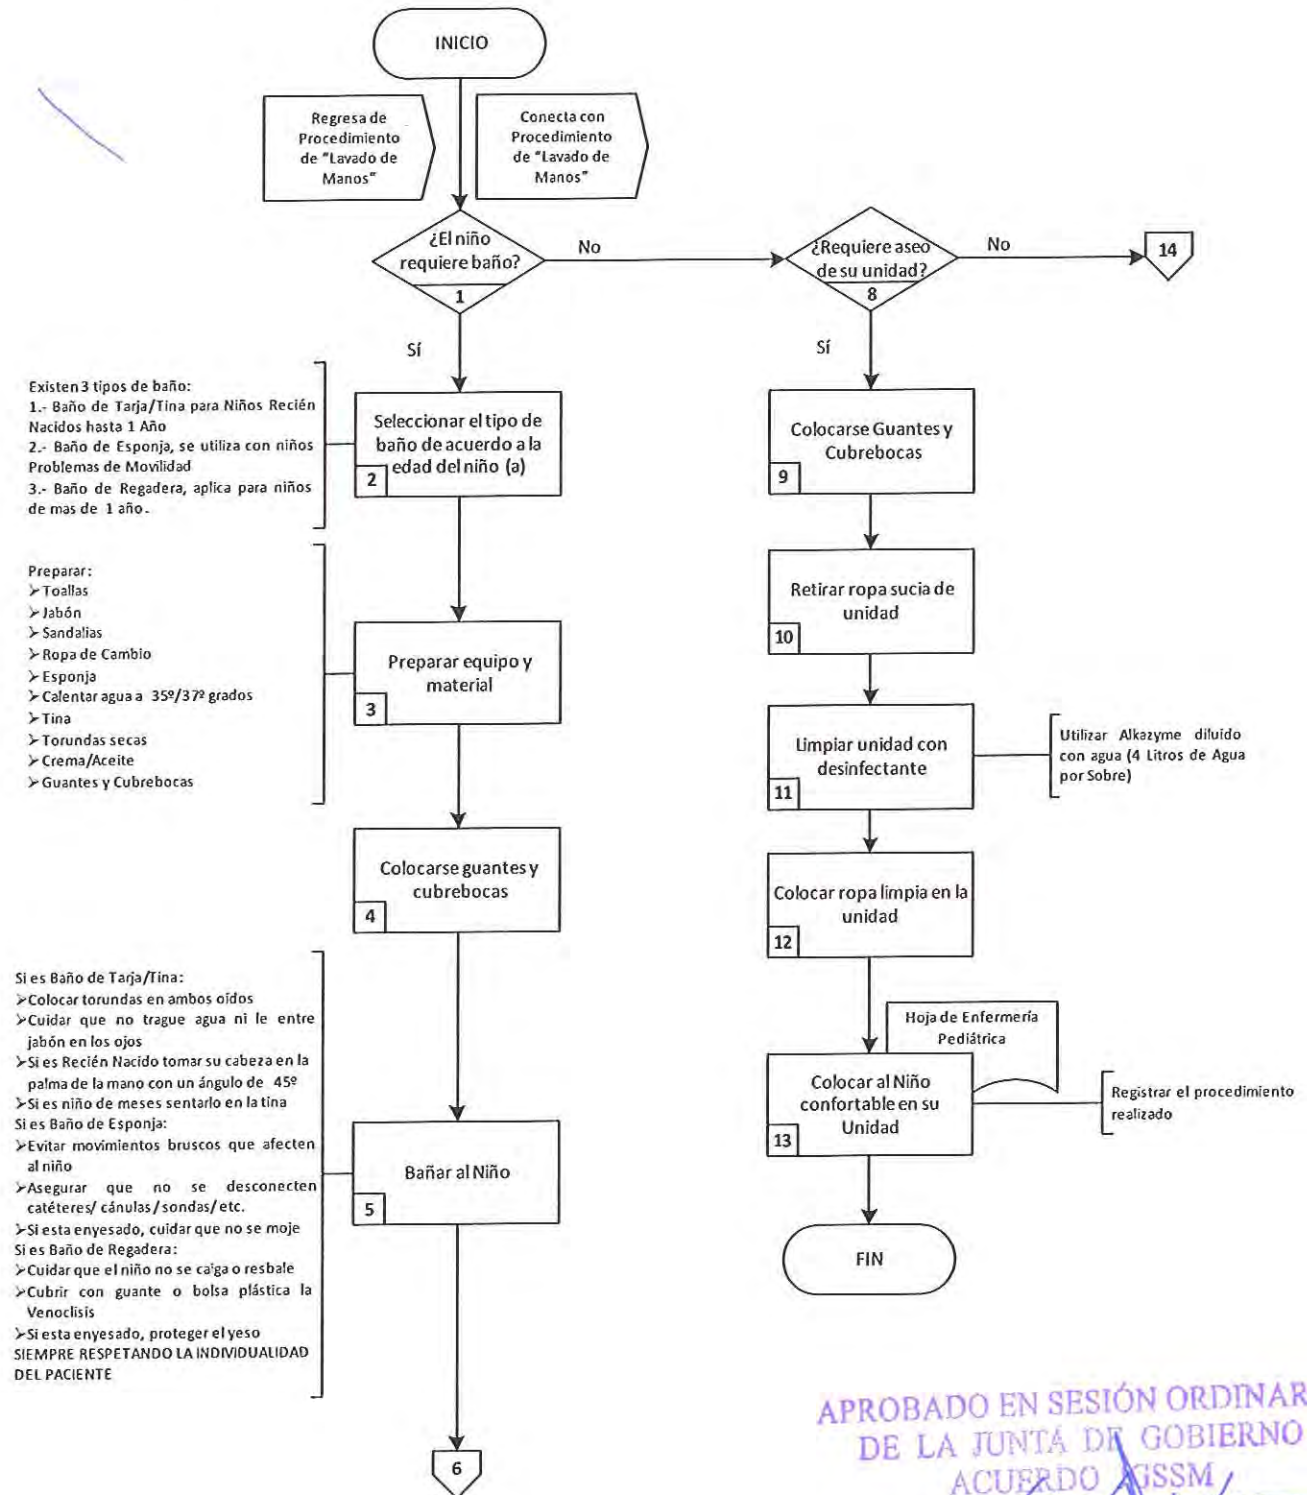 INICIO
Regresa de
Procedimiento
de "Lavado de
Manos"
Conecta con
Procedimiento
de "Lavado de
Manos"
¿El niño
requiere baño?
1
No
¿Requiere aseo
de su unidad?
8
No
14
Sí
Sí
Existen 3 tipos de baño:
1.- Baño de Tarja/Tina para Niños Recién
Nacidos hasta 1 Año
2.- Baño de Esponja, se utiliza con niños
Problemas de Movilidad
3.- Baño de Regadera, aplica para niños
de mas de 1 año.
Seleccionar el tipo de
baño de acuerdo a la
edad del niño (a)
2
Colocarse Guantes y
Cubrebocas
9
Preparar:
➢Toallas
➢Jabón
➢Sandalias
➢Ropa de Cambio
➢Esponja
➢Calentar agua a 35º/37º grados
➢Tina
➢Torundas secas
➢Crema/Aceite
➢Guantes y Cubrebocas
Preparar equipo y
material
3
Retirar ropa sucia de
unidad
10
Limpiar unidad con
desinfectante
11
Utilizar Alkazyme diluido
con agua (4 Litros de Agua
por Sobre)
Colocarse guantes y
cubrebocas
4
Colocar ropa limpia en la
unidad
12
Si es Baño de Tarja/Tina:
➢Colocar torundas en ambos oídos
➢Cuidar que no trague agua ni le entre
jabón en los ojos
➢Si es Recién Nacido tomar su cabeza en la
palma de la mano con un ángulo de 45º
➢Si es niño de meses sentarlo en la tina
Si es Baño de Esponja:
➢Evitar movimientos bruscos que afecten
al niño
➢Asegurar que no se desconecten
catéteres/ cánulas/ sondas/ etc.
➢Si esta enyesado, cuidar que no se moje
Si es Baño de Regadera:
➢Cuidar que el niño no se caiga o resbale
➢Cubrir con guante o bolsa plástica la
Venoclisis
➢Si esta enyesado, proteger el yeso
SIEMPRE RESPETANDO LA INDIVIDUALIDAD
DEL PACIENTE
Bañar al Niño
5
6
Hoja de Enfermería
Pediátrica
Colocar al Niño
confortable en su
Unidad
13
Registrar el procedimiento
realizado
FIN
APROBADO EN SESIÓN ORDINAR
DE LA JUNTA DE GOBIERNO
ACUERDO JGSSM